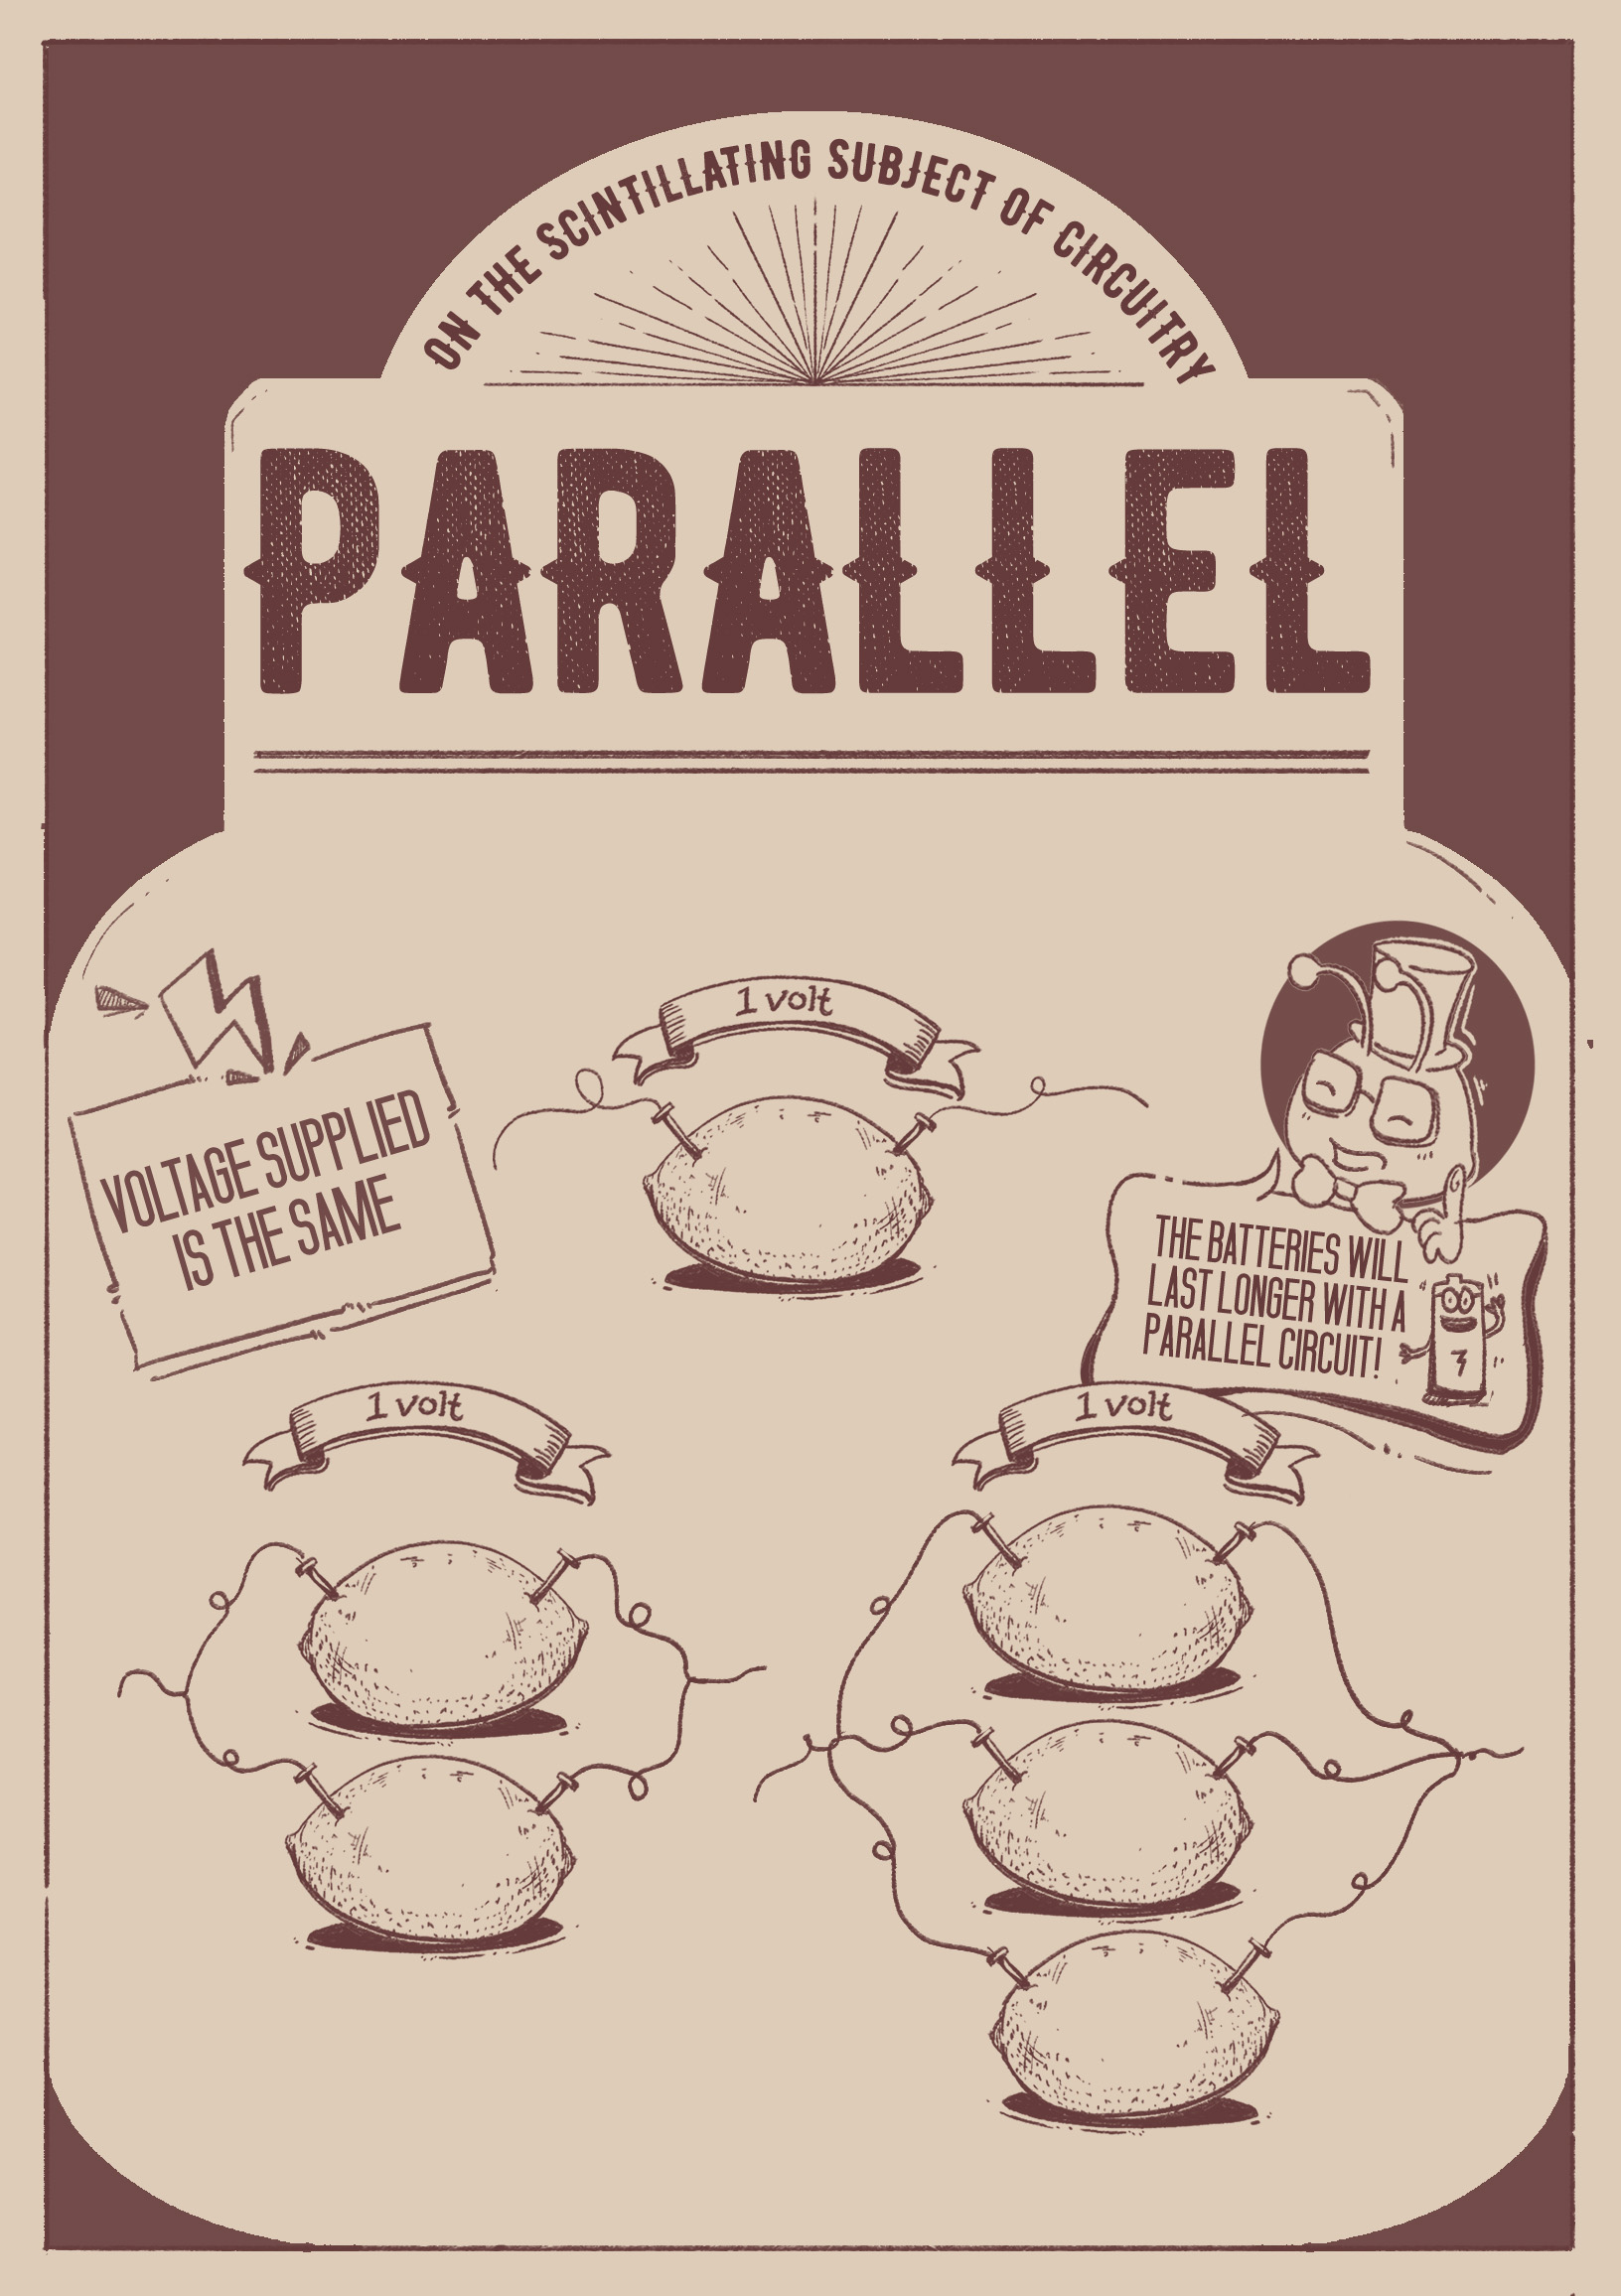 ON THE SCINTILLATING SUBJECT OF CIRCUITRY
PARALLEL
1 volt
VOLTAGE SUPPLIED
IS THE SAME
THE BATTERIES WILL
LAST LONGER WITH A
PARALLEL CIRCUIT!
1 volt
1 volt